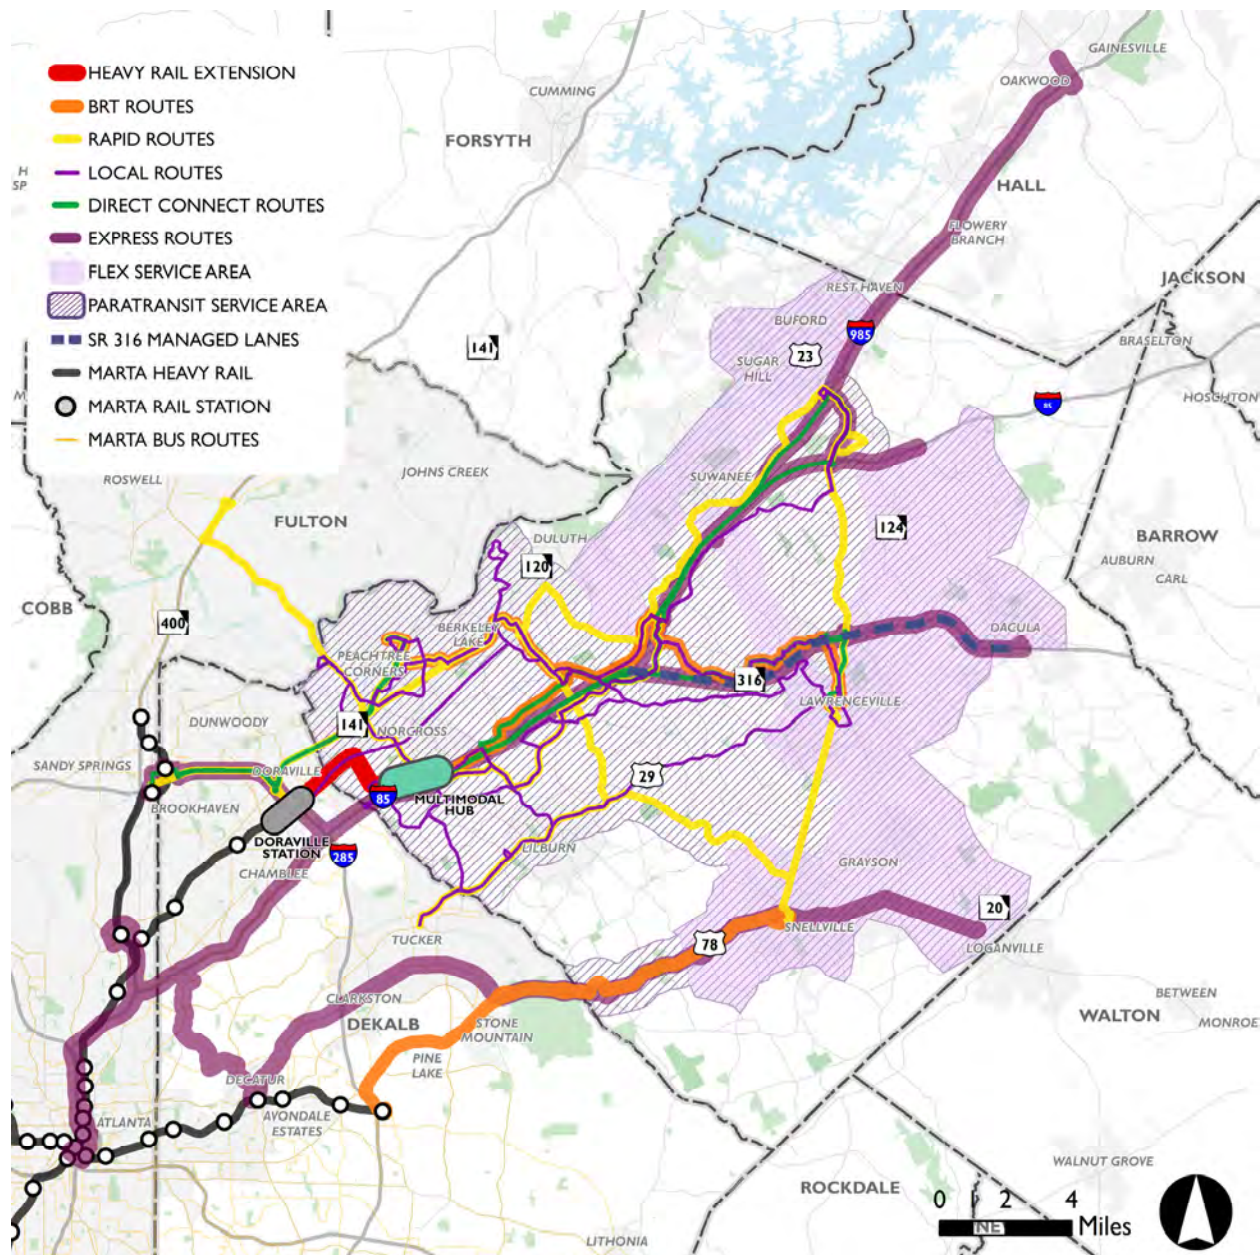 HEAVY RAIL EXTENSION
BRT ROUTES
RAPID ROUTES
LOCAL ROUTES
DIRECT CONNECT ROUTES
EXPRESS ROUTES
FLEX SERVICE AREA
PARATRANSIT SERVICE AREA
SR 316 MANAGED LANES
MARTA HEAVY RAIL
MARTA RAIL STATION
MARTA BUS ROUTES
H
SP
M
GAINESVILLE
OAKWOOD
CUMMING
FORSYTH
HALL
FLOWERY
BRANCH
JACKSON
REST HAVEN
BUFORD
985
23
SUGAR
HILL
141
BRASELTON
HOSCHTON
85
JOHNS CREEK
ROSWELL
SUWANEE
FULTON
124
BARROW
DULUTH
120
AUBURN
CARL
COBB
400
BERKELEY
LAKE
DACULA
PEACHTREE
CORNERS
316
LAWRENCEVILLE
DUNWOODY
141
NORCROSS
SANDY SPRINGS
DORAVILLE
29
BROOKHAVEN
85
MULTIMODAL
HUB
DORAVILLE
STATION
285
LILBURN
CHAMBLEE
GRAYSON
20
SNELLVILLE
LOGANVILLE
TUCKER
78
CLARKSTON
DEKALB
STONE
MOUNTAIN
BETWEEN
WALTON
MONROE
PINE
LAKE
DECATUR
AVONDALE
ESTATES
ATLANTA
WALNUT GROVE
ROCKDALE
0 2 4
NE
Miles
LITHONIA